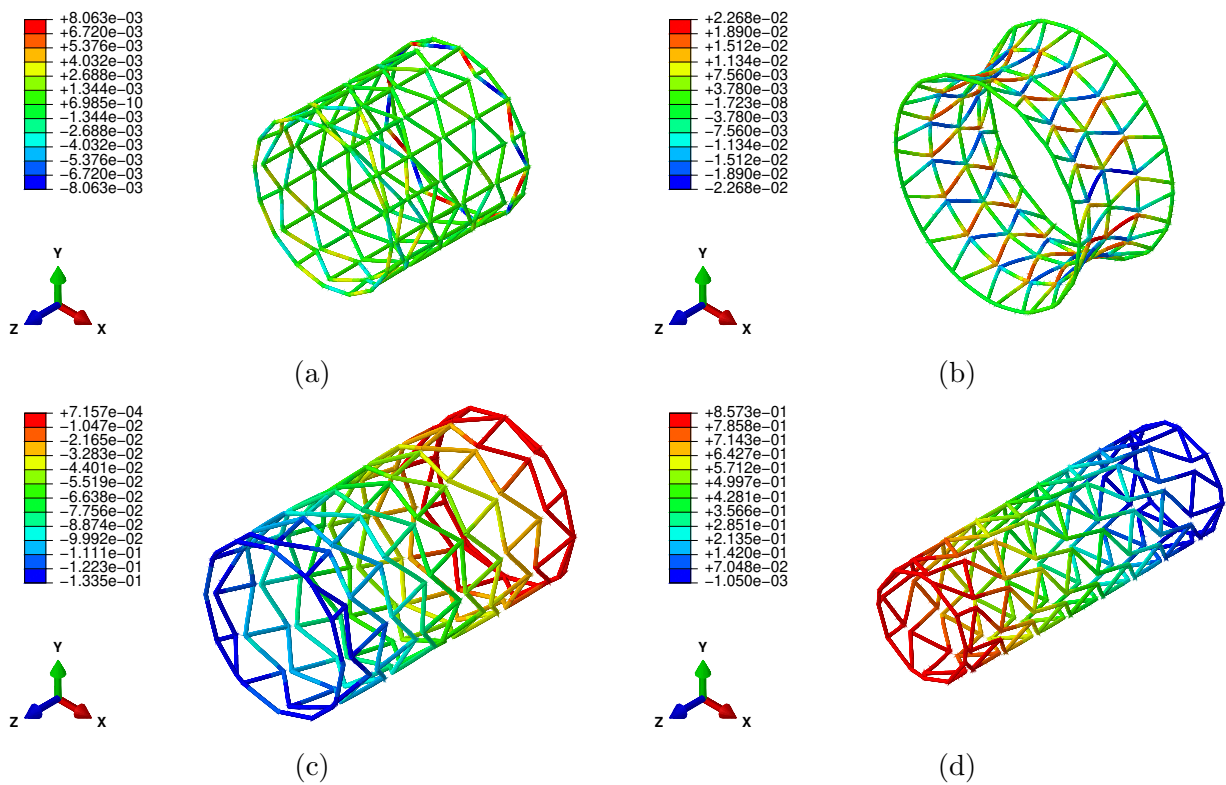 +8.063e−03
+6.720e−03
+5.376e−03
+4.032e−03
+2.688e−03
+1.344e−03
+6.985e−10
−1.344e−03
−2.688e−03
−4.032e−03
−5.376e−03
−6.720e−03
−8.063e−03
Y
Z
X
(a)
+2.268e−02
+1.890e−02
+1.512e−02
+1.134e−02
+7.560e−03
+3.780e−03
−1.723e−08
−3.780e−03
−7.560e−03
−1.134e−02
−1.512e−02
−1.890e−02
−2.268e−02
Y
Z
X
(b)
+7.157e−04
−1.047e−02
−2.165e−02
−3.283e−02
−4.401e−02
−5.519e−02
−6.638e−02
−7.756e−02
−8.874e−02
−9.992e−02
−1.111e−01
−1.223e−01
−1.335e−01
Y
Z
X
(c)
+8.573e−01
+7.858e−01
+7.143e−01
+6.427e−01
+5.712e−01
+4.997e−01
+4.281e−01
+3.566e−01
+2.851e−01
+2.135e−01
+1.420e−01
+7.048e−02
−1.050e−03
Y
Z
X
(d)